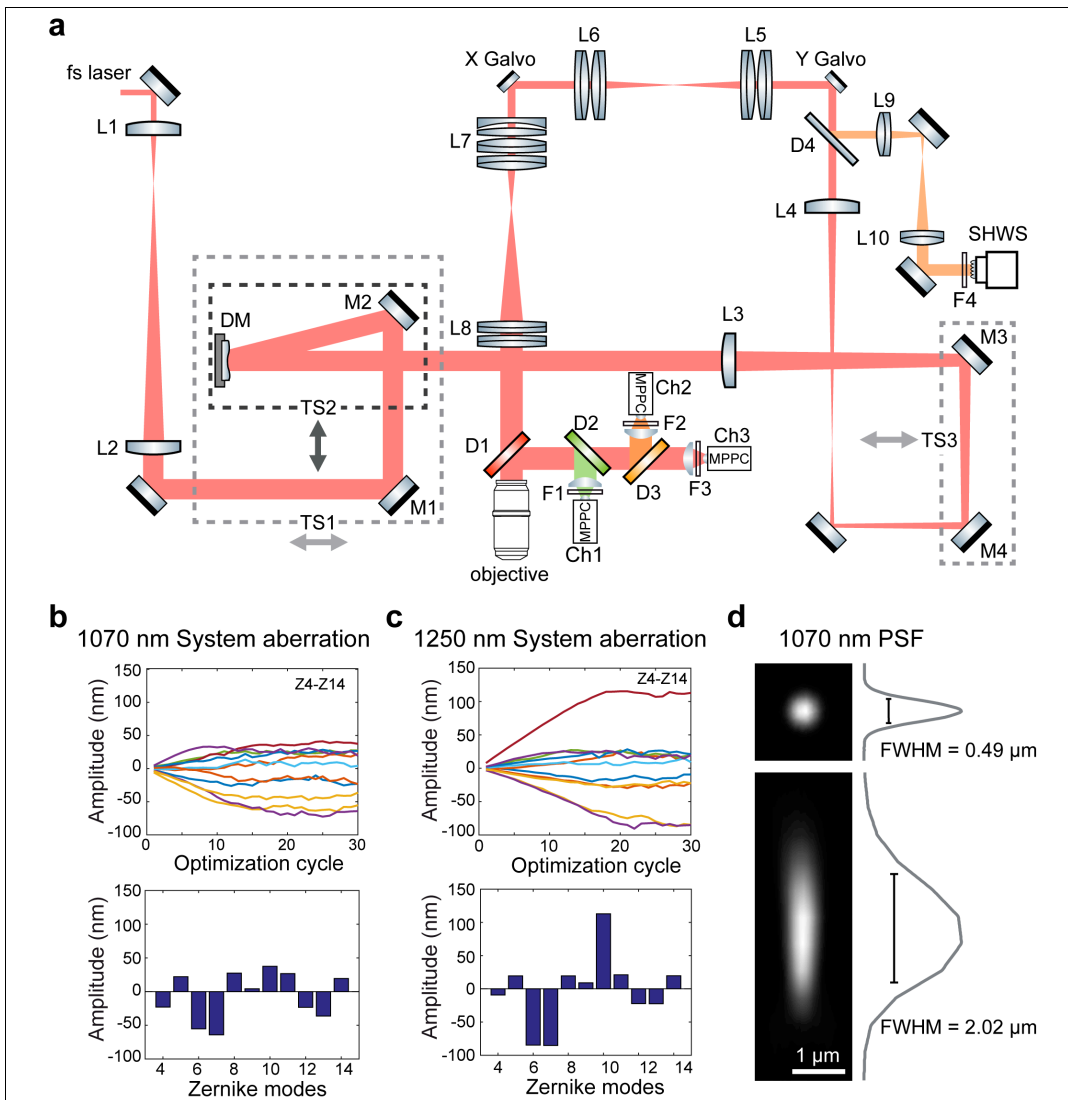 a
fs laser
L1
L2
DM
M2
TS2
TS1
M1
X Galvo
L6
L5
Y Galvo
L7
L9
D4
L4
L10
SHWS
F4
L8
L3
M3
MPPC
Ch2
TS3
D2
F2
Ch3
D1
MPPC
F3
D3
F1
MPPC
M4
Ch1
objective
b
1070 nm System aberration
Z4-Z14
Amplitude (nm)
150
100
50
0
-50
-100
0
10
20
30
Optimization cycle
Amplitude (nm)
150
100
50
0
-50
-100
4
6
8
10
12
14
Zernike modes
c
1250 nm System aberration
Z4-Z14
Amplitude (nm)
150
100
50
0
-50
-100
0
10
20
30
Optimization cycle
Amplitude (nm)
150
100
50
0
-50
-100
4
6
8
10
12
14
Zernike modes
d
1070 nm PSF
FWHM = 0.49 µm
FWHM = 2.02 µm
1 µm